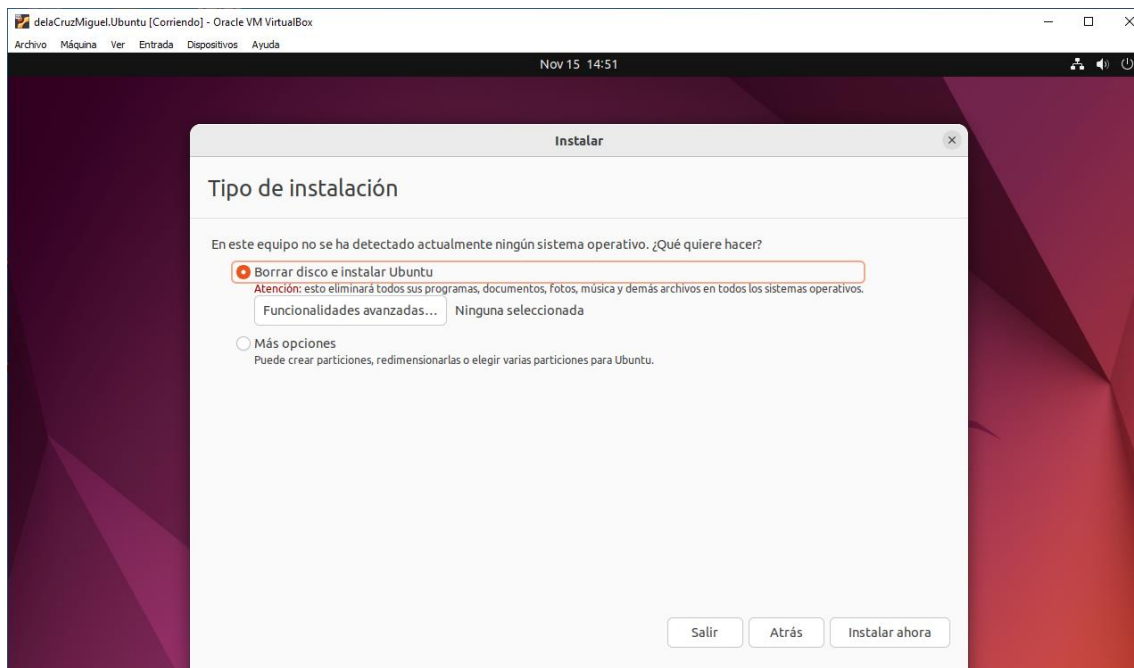 delaCruzMiguel.Ubuntu [Corriendo] - Oracle VM VirtualBox
Archivo Máquina Ver Entrada Dispositivos Ayuda
Nov 15 14:51
Instalar
Tipo de instalación
En este equipo no se ha detectado actualmente ningún sistema operativo. ¿Qué quiere hacer?
Borrar disco e instalar Ubuntu
Atención: esto eliminará todos sus programas, documentos, fotos, música y demás archivos en todos los sistemas operativos.
Funcionalidades avanzadas... Ninguna seleccionada
Más opciones
Puede crear particiones, redimensionarlas o elegir varias particiones para Ubuntu.
Salir Atrás Instalar ahora